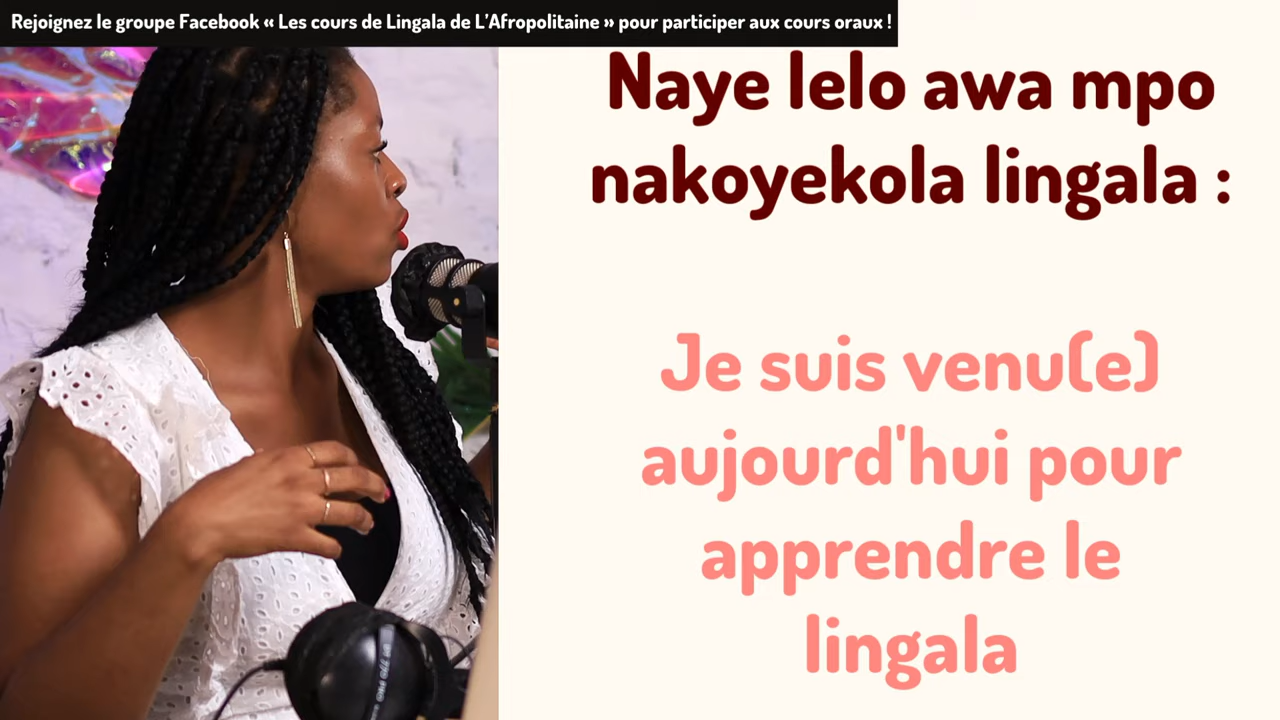 Rejoignez le groupe Facebook « Les cours de Lingala de L’Afropolitaine » pour participer aux cours oraux !
Naye lelo awa mpo
nakoyekola lingala :
Je suis venu(e)
aujourd'hui pour
apprendre le
lingala